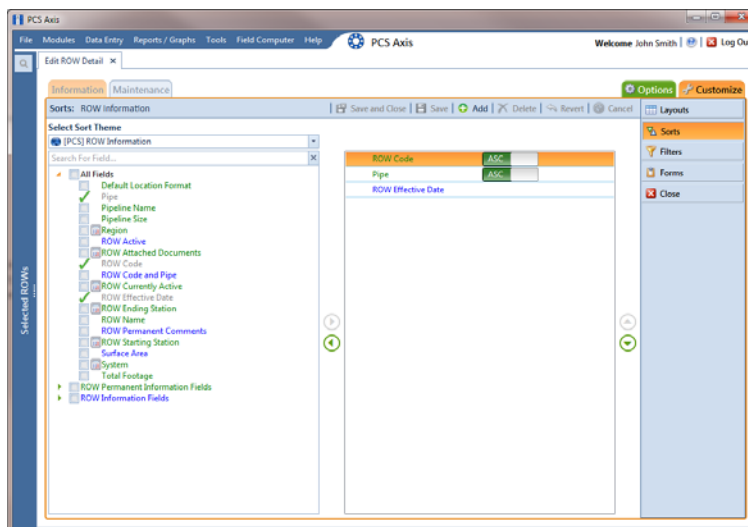 PCS Axis
File Modules Data Entry Reports / Graphs Tools Field Computer Help PCS Axis Welcome John Smith | Log Ou
Edit ROW Detail ×
Information Maintenance Options Customize
Sorts: ROW Information | Save and Close | Save | Add | Delete | Revert | Cancel
Layouts
Sorts
Filters
Forms
Close
Select Sort Theme
[PCS] ROW Information
Search For Field...
All Fields
Default Location Format
Pipe
Pipeline Name
Pipeline Size
Region
ROW Active
ROW Attached Documents
ROW Code
ROW Code and Pipe
ROW Currently Active
ROW Effective Date
ROW Ending Station
ROW Name
ROW Permanent Comments
ROW Starting Station
Surface Area
System
Total Footage
ROW Permanent Information Fields
ROW Information Fields
ROW Code ASC
Pipe ASC
ROW Effective Date
Selected ROWs